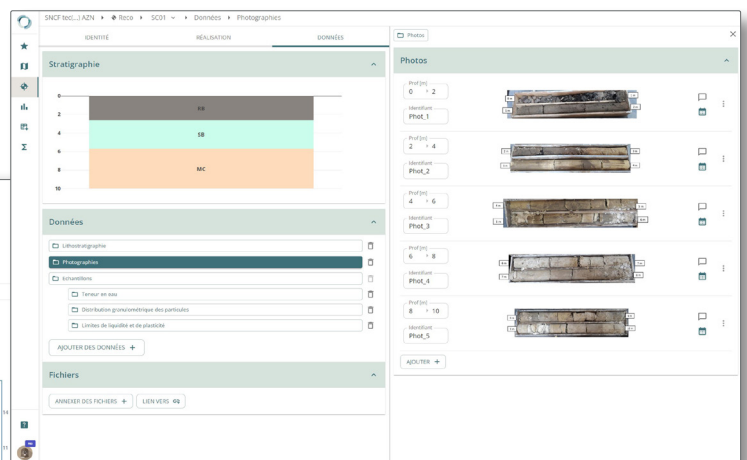 SNCF tec(...) AZN › Reco › SC01 › Données › Photographies
IDENTITÉ
RÉALISATION
DONNÉES
Stratigraphie
0
2
4
6
8
10
RB
SB
MC
Données
Lithostratigraphie
Photographies
Echantillons
Teneur en eau
Distribution granulométrique des particules
Limites de liquidité et de plasticité
AJOUTER DES DONNÉES +
Fichiers
ANNEXER DES FICHIERS +
LIEN VERS
Photos
Photos
Prof [m]
0 › 2
Identifiant
Phot_1
Prof [m]
2 › 4
Identifiant
Phot_2
Prof [m]
4 › 6
Identifiant
Phot_3
Prof [m]
6 › 8
Identifiant
Phot_4
Prof [m]
8 › 10
Identifiant
Phot_5
AJOUTER +
14
11